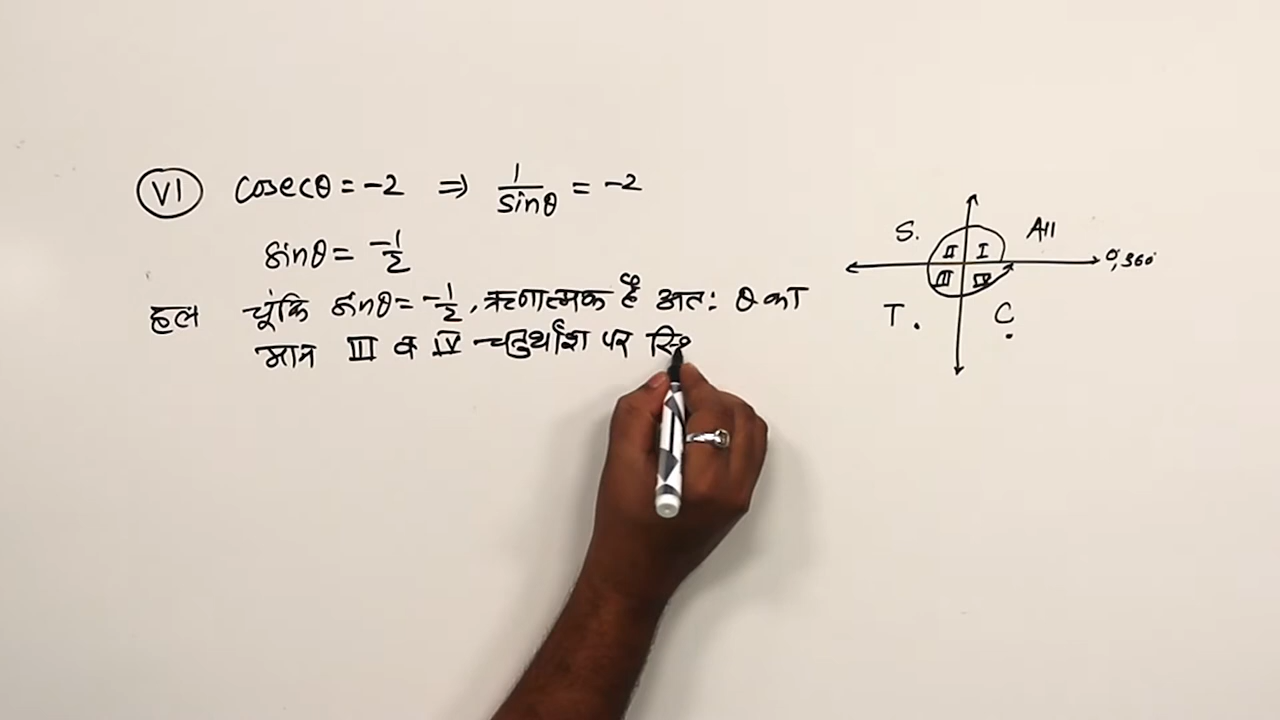 VI cosecθ = -2 ⇒ 1/sinθ = -2
sinθ = -1/2
हल चूंकि sinθ = -1/2, ऋणात्मक है अतः θ का
मान III व IV चतुर्थांश पर स्थि
S. All
II I
0°, 360°
III IV
T . C .